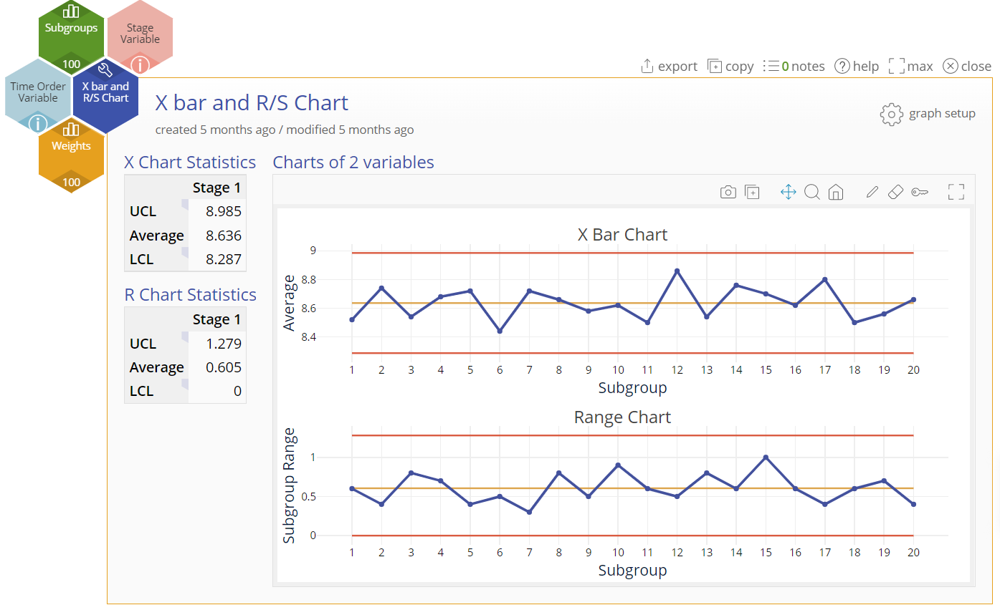 Subgroups
100
Stage
Variable
Time Order
Variable
X bar and
R/S Chart
Weights
100
export copy 0 notes help max close
X bar and R/S Chart
created 5 months ago / modified 5 months ago
graph setup
X Chart Statistics
Stage 1
UCL 8.985
Average 8.636
LCL 8.287
R Chart Statistics
Stage 1
UCL 1.279
Average 0.605
LCL 0
Charts of 2 variables
X Bar Chart
Average
9
8.8
8.6
8.4
1 2 3 4 5 6 7 8 9 10 11 12 13 14 15 16 17 18 19 20
Subgroup
Range Chart
Subgroup Range
1
0.5
0
1 2 3 4 5 6 7 8 9 10 11 12 13 14 15 16 17 18 19 20
Subgroup